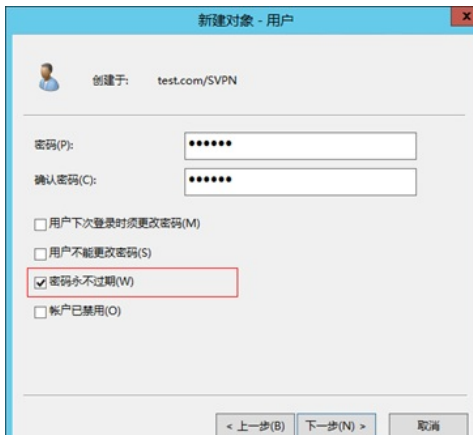 新建对象 - 用户
x
创建于: test.com/SVPN
密码(P): ●●●●●●
确认密码(C): ●●●●●●
用户下次登录时须更改密码(M)
用户不能更改密码(S)
密码永不过期(W)
帐户已禁用(O)
< 上一步(B) 下一步(N) > 取消